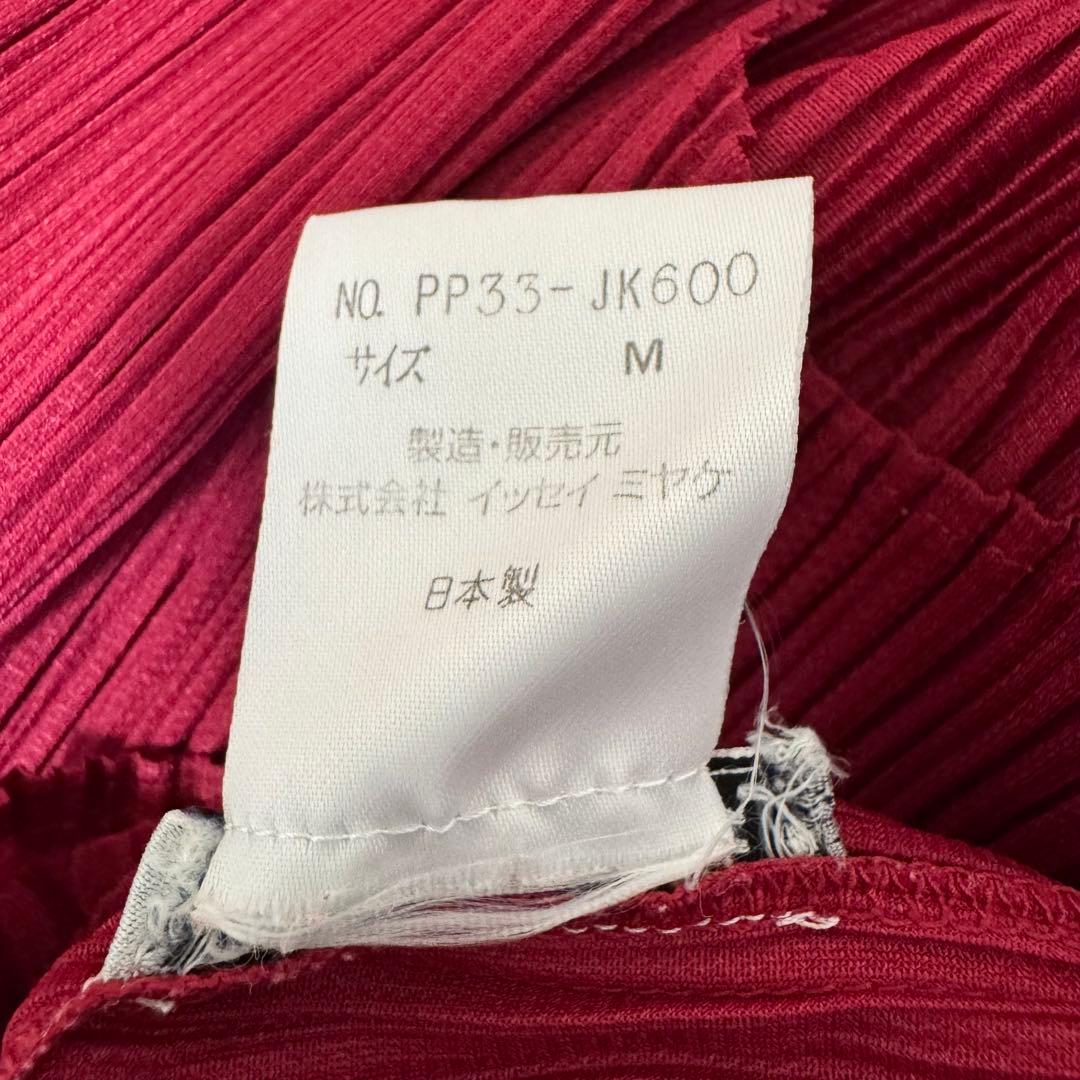 NO. PP33-JK600
サイズ M
製造・販売元
株式会社 イッセイ ミヤケ
日本製